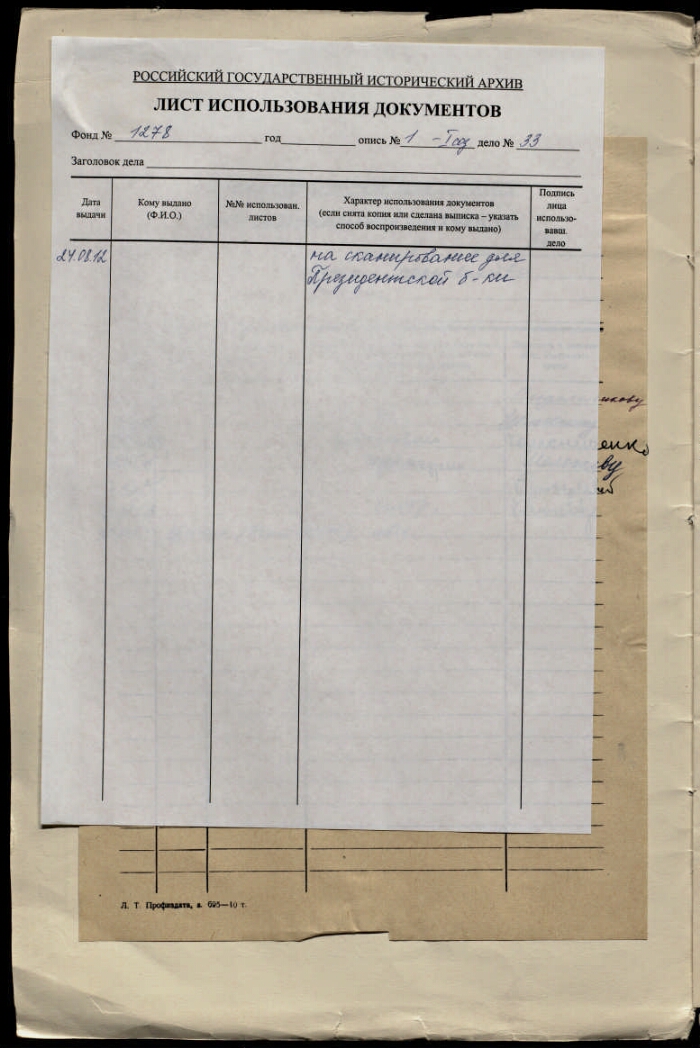 РОССИЙСКИЙ ГОСУДАРСТВЕННЫЙ ИСТОРИЧЕСКИЙ АРХИВ
ЛИСТ ИСПОЛЬЗОВАНИЯ ДОКУМЕНТОВ
Фонд № 1278 год опись № 1 - I соз дело № 33
Заголовок дела
Дата выдачи
Кому выдано (Ф.И.О.)
№№ использован. листов
Характер использования документов
(если снята копия или сделана выписка – указать
способ воспроизведения и кому выдано)
Подпись
лица
использо-
вавш.
дело
24.08.12
на сканирование для
Президентской б-ки
икову
енко
Л. Т. Профиздата, з. 695—10 т.